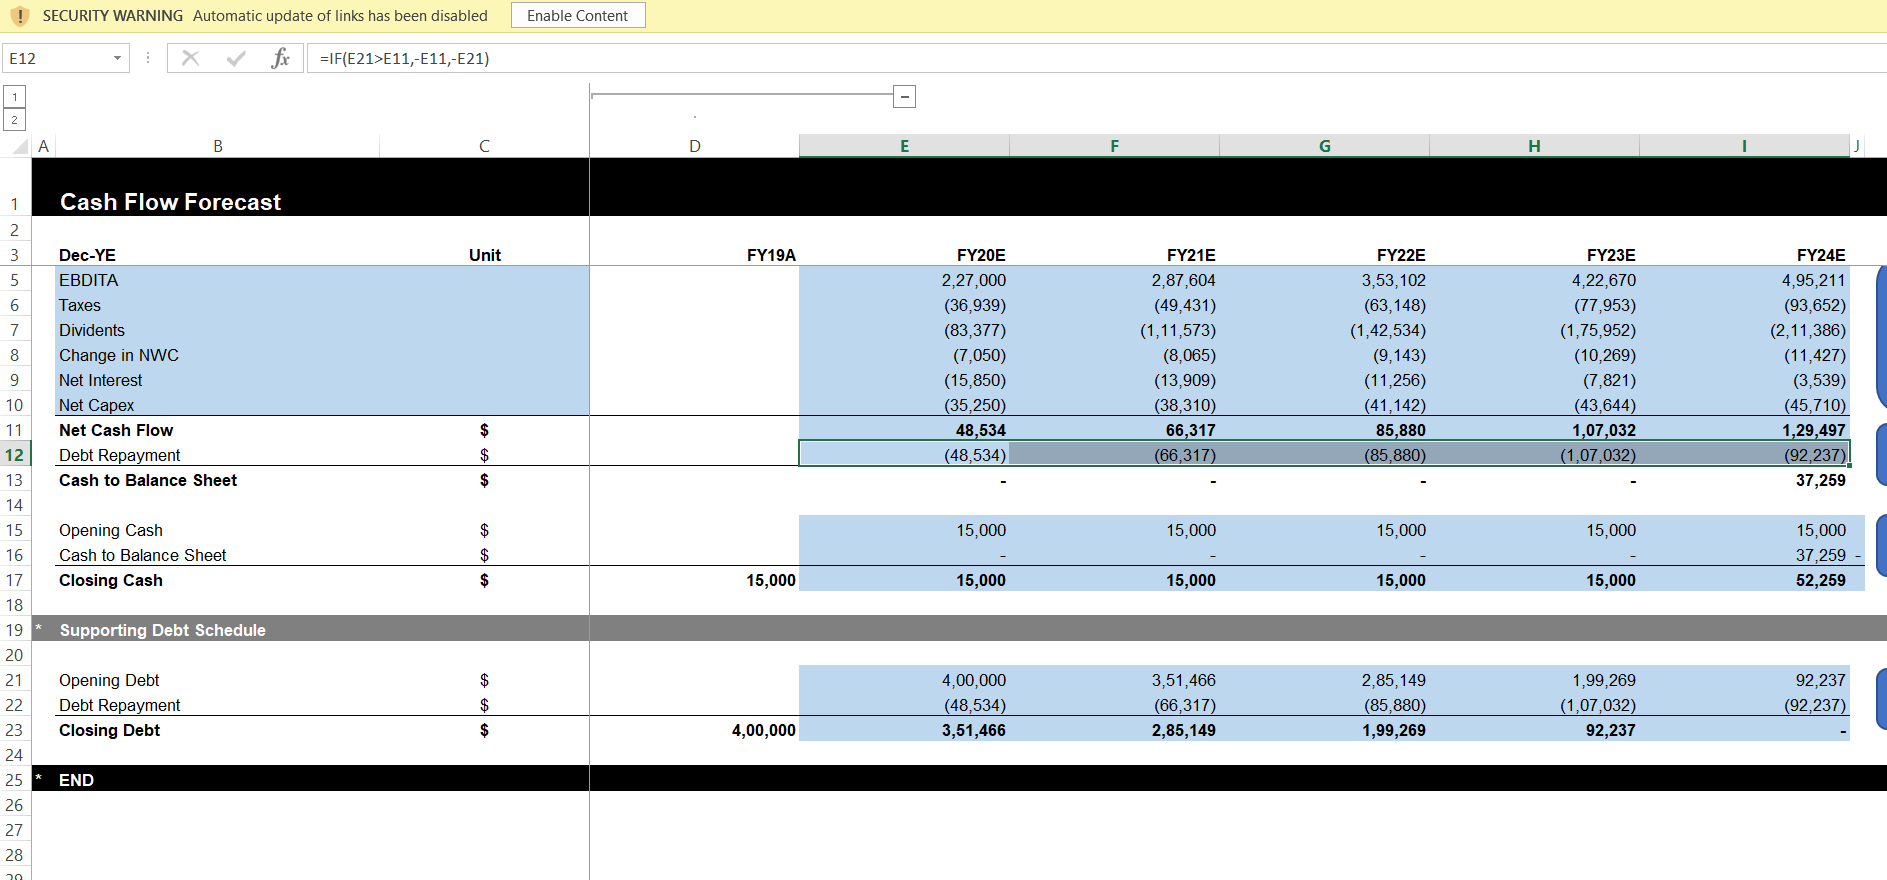 SECURITY WARNING Automatic update of links has been disabled Enable Content
E12 fx =IF(E21>E11,-E11,-E21)
1
2
A B C D E F G H I J
1 Cash Flow Forecast
2
3 Dec-YE Unit FY19A FY20E FY21E FY22E FY23E FY24E
5 EBDITA 2,27,000 2,87,604 3,53,102 4,22,670 4,95,211
6 Taxes (36,939) (49,431) (63,148) (77,953) (93,652)
7 Dividents (83,377) (1,11,573) (1,42,534) (1,75,952) (2,11,386)
8 Change in NWC (7,050) (8,065) (9,143) (10,269) (11,427)
9 Net Interest (15,850) (13,909) (11,256) (7,821) (3,539)
10 Net Capex (35,250) (38,310) (41,142) (43,644) (45,710)
11 Net Cash Flow $ 48,534 66,317 85,880 1,07,032 1,29,497
12 Debt Repayment $ (48,534) (66,317) (85,880) (1,07,032) (92,237)
13 Cash to Balance Sheet $ - - - - 37,259
14
15 Opening Cash $ 15,000 15,000 15,000 15,000 15,000
16 Cash to Balance Sheet $ - - - - 37,259 -
17 Closing Cash $ 15,000 15,000 15,000 15,000 15,000 52,259
18
19 * Supporting Debt Schedule
20
21 Opening Debt $ 4,00,000 3,51,466 2,85,149 1,99,269 92,237
22 Debt Repayment $ (48,534) (66,317) (85,880) (1,07,032) (92,237)
23 Closing Debt $ 4,00,000 3,51,466 2,85,149 1,99,269 92,237 -
24
25 * END
26
27
28
29